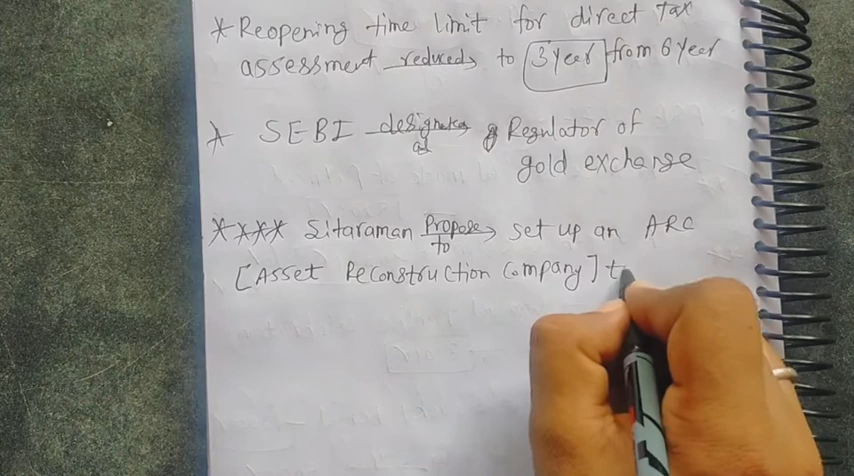 * Reopening time limit for direct tax
assessment reduced to 3 year from 6 year
* SEBI designated as Regulator of
gold exchange
**** Sitaraman Propose to set up an ARC
[Asset Reconstruction Company] t